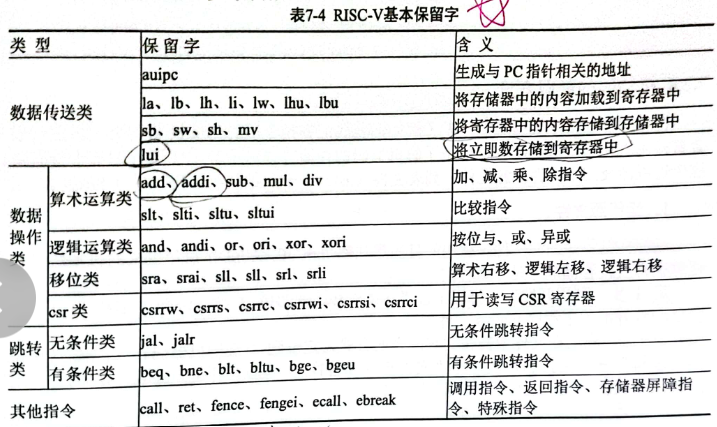 表7-4 RISC-V基本保留字
类 型 保 留 字 含 义
数据传送类
auipc 生成与 PC 指针相关的地址
la、lb、lh、li、lw、lhu、lbu 将存储器中的内容加载到寄存器中
sb、sw、sh、mv 将寄存器中的内容存储到存储器中
lui 将立即数存储到寄存器中
数据操作类
算术运算类 add、addi、sub、mul、div 加、减、乘、除指令
slt、slti、sltu、sltui 比较指令
逻辑运算类 and、andi、or、ori、xor、xori 按位与、或、异或
移位类 sra、srai、sll、sll、srl、srli 算术右移、逻辑左移、逻辑右移
csr 类 csrrw、csrrs、csrrc、csrrwi、csrrsi、csrrci 用于读写 CSR 寄存器
跳转类
无条件类 jal、jalr 无条件跳转指令
有条件类 beq、bne、blt、bltu、bge、bgeu 有条件跳转指令
其他指令 call、ret、fence、fengei、ecall、ebreak 调用指令、返回指令、存储器屏障指
令、特殊指令